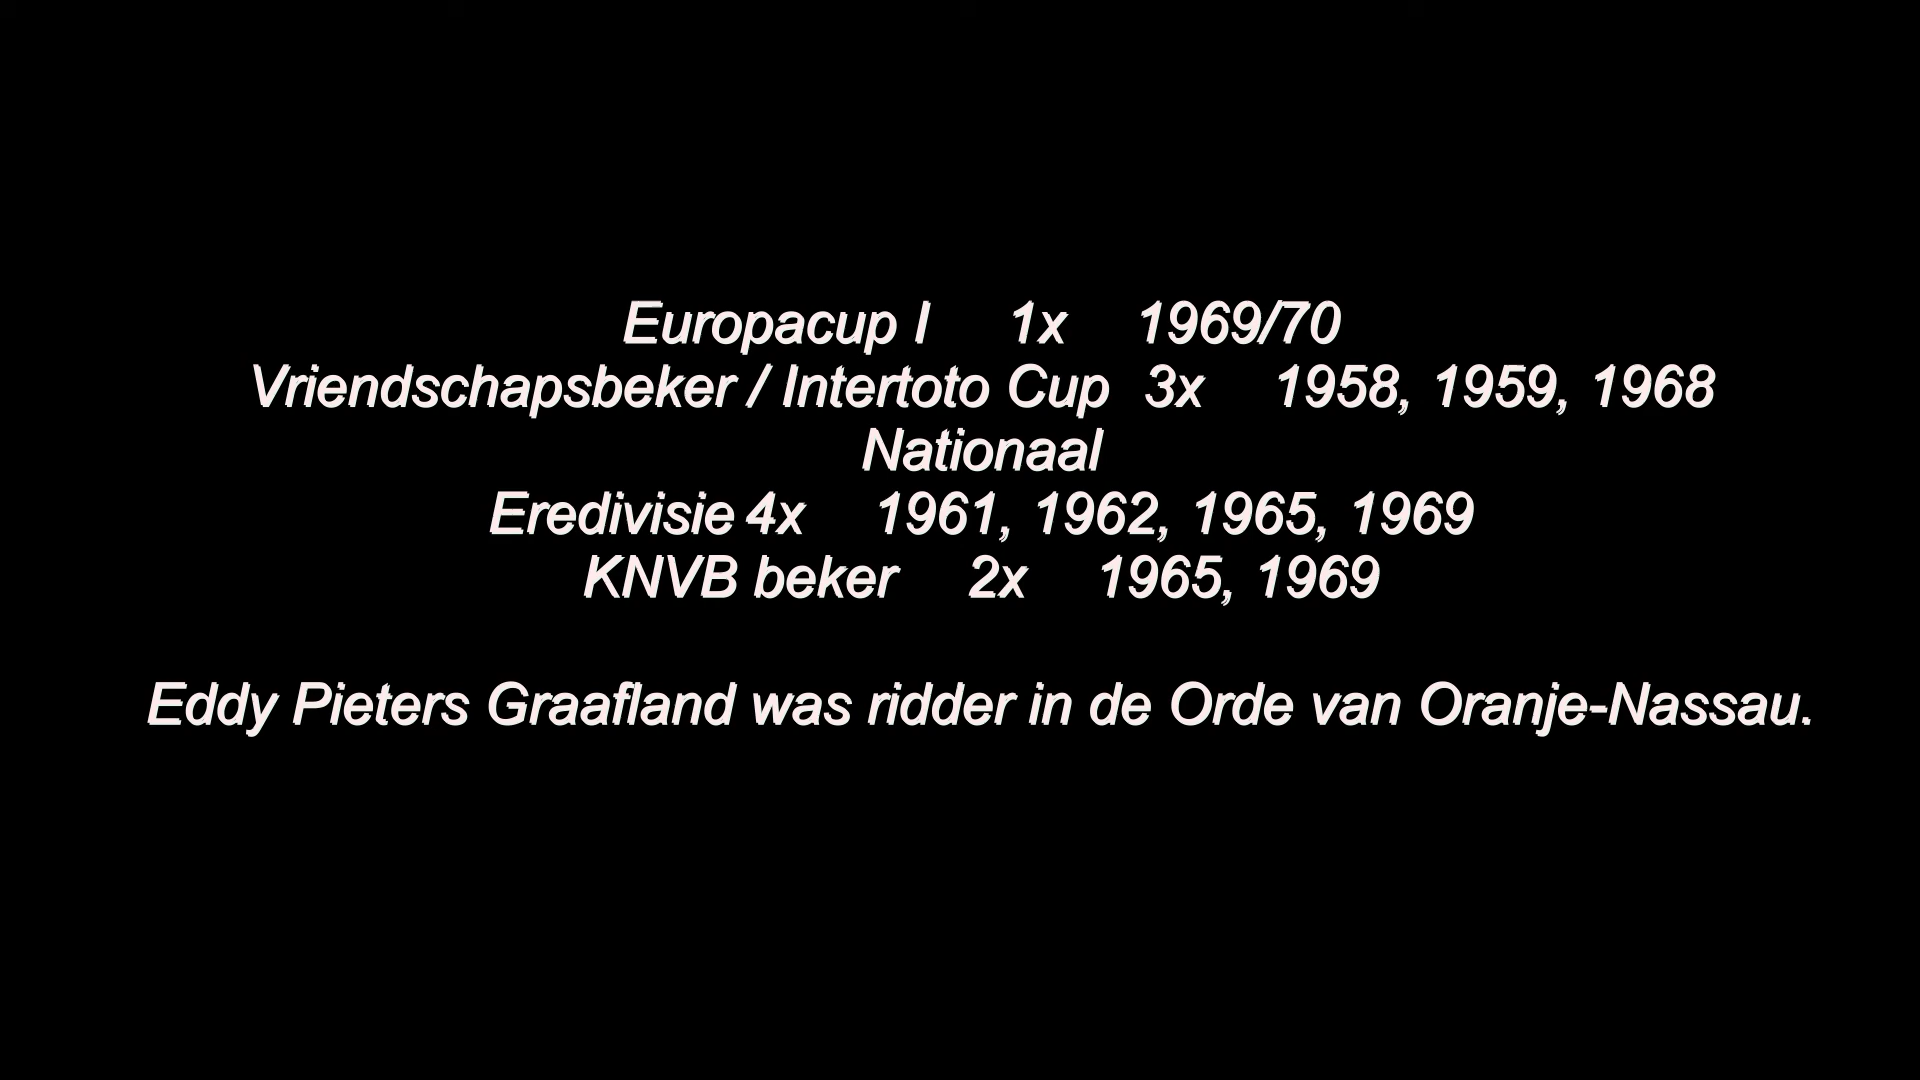 Europacup I 1x 1969/70
Vriendschapsbeker / Intertoto Cup 3x 1958, 1959, 1968
Nationaal
Eredivisie 4x 1961, 1962, 1965, 1969
KNVB beker 2x 1965, 1969
Eddy Pieters Graafland was ridder in de Orde van Oranje-Nassau.